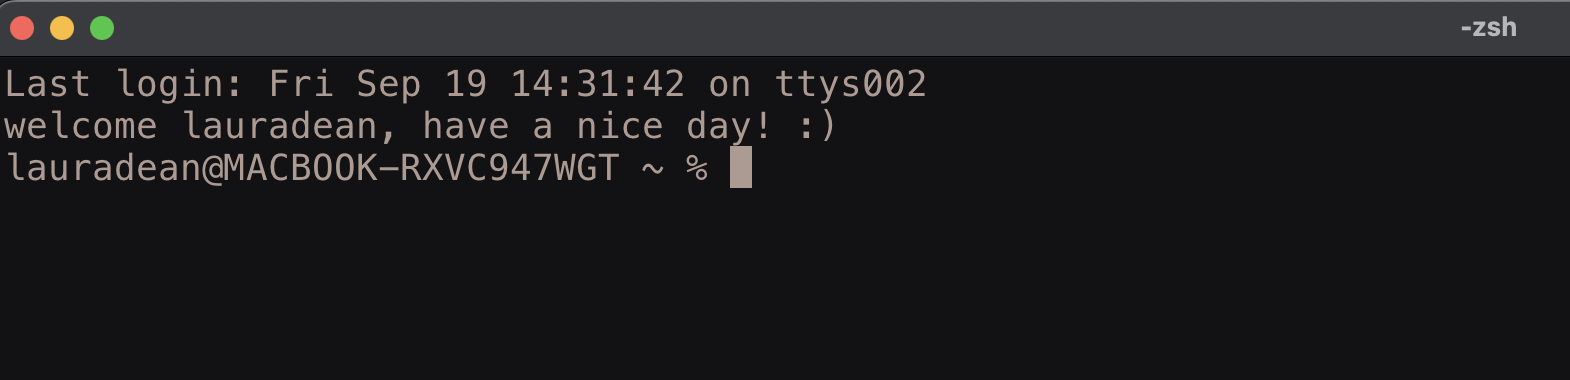 -zsh
Last login: Fri Sep 19 14:31:42 on ttys002
welcome lauradean, have a nice day! :)
lauradean@MACBOOK-RXVC947WGT ~ %